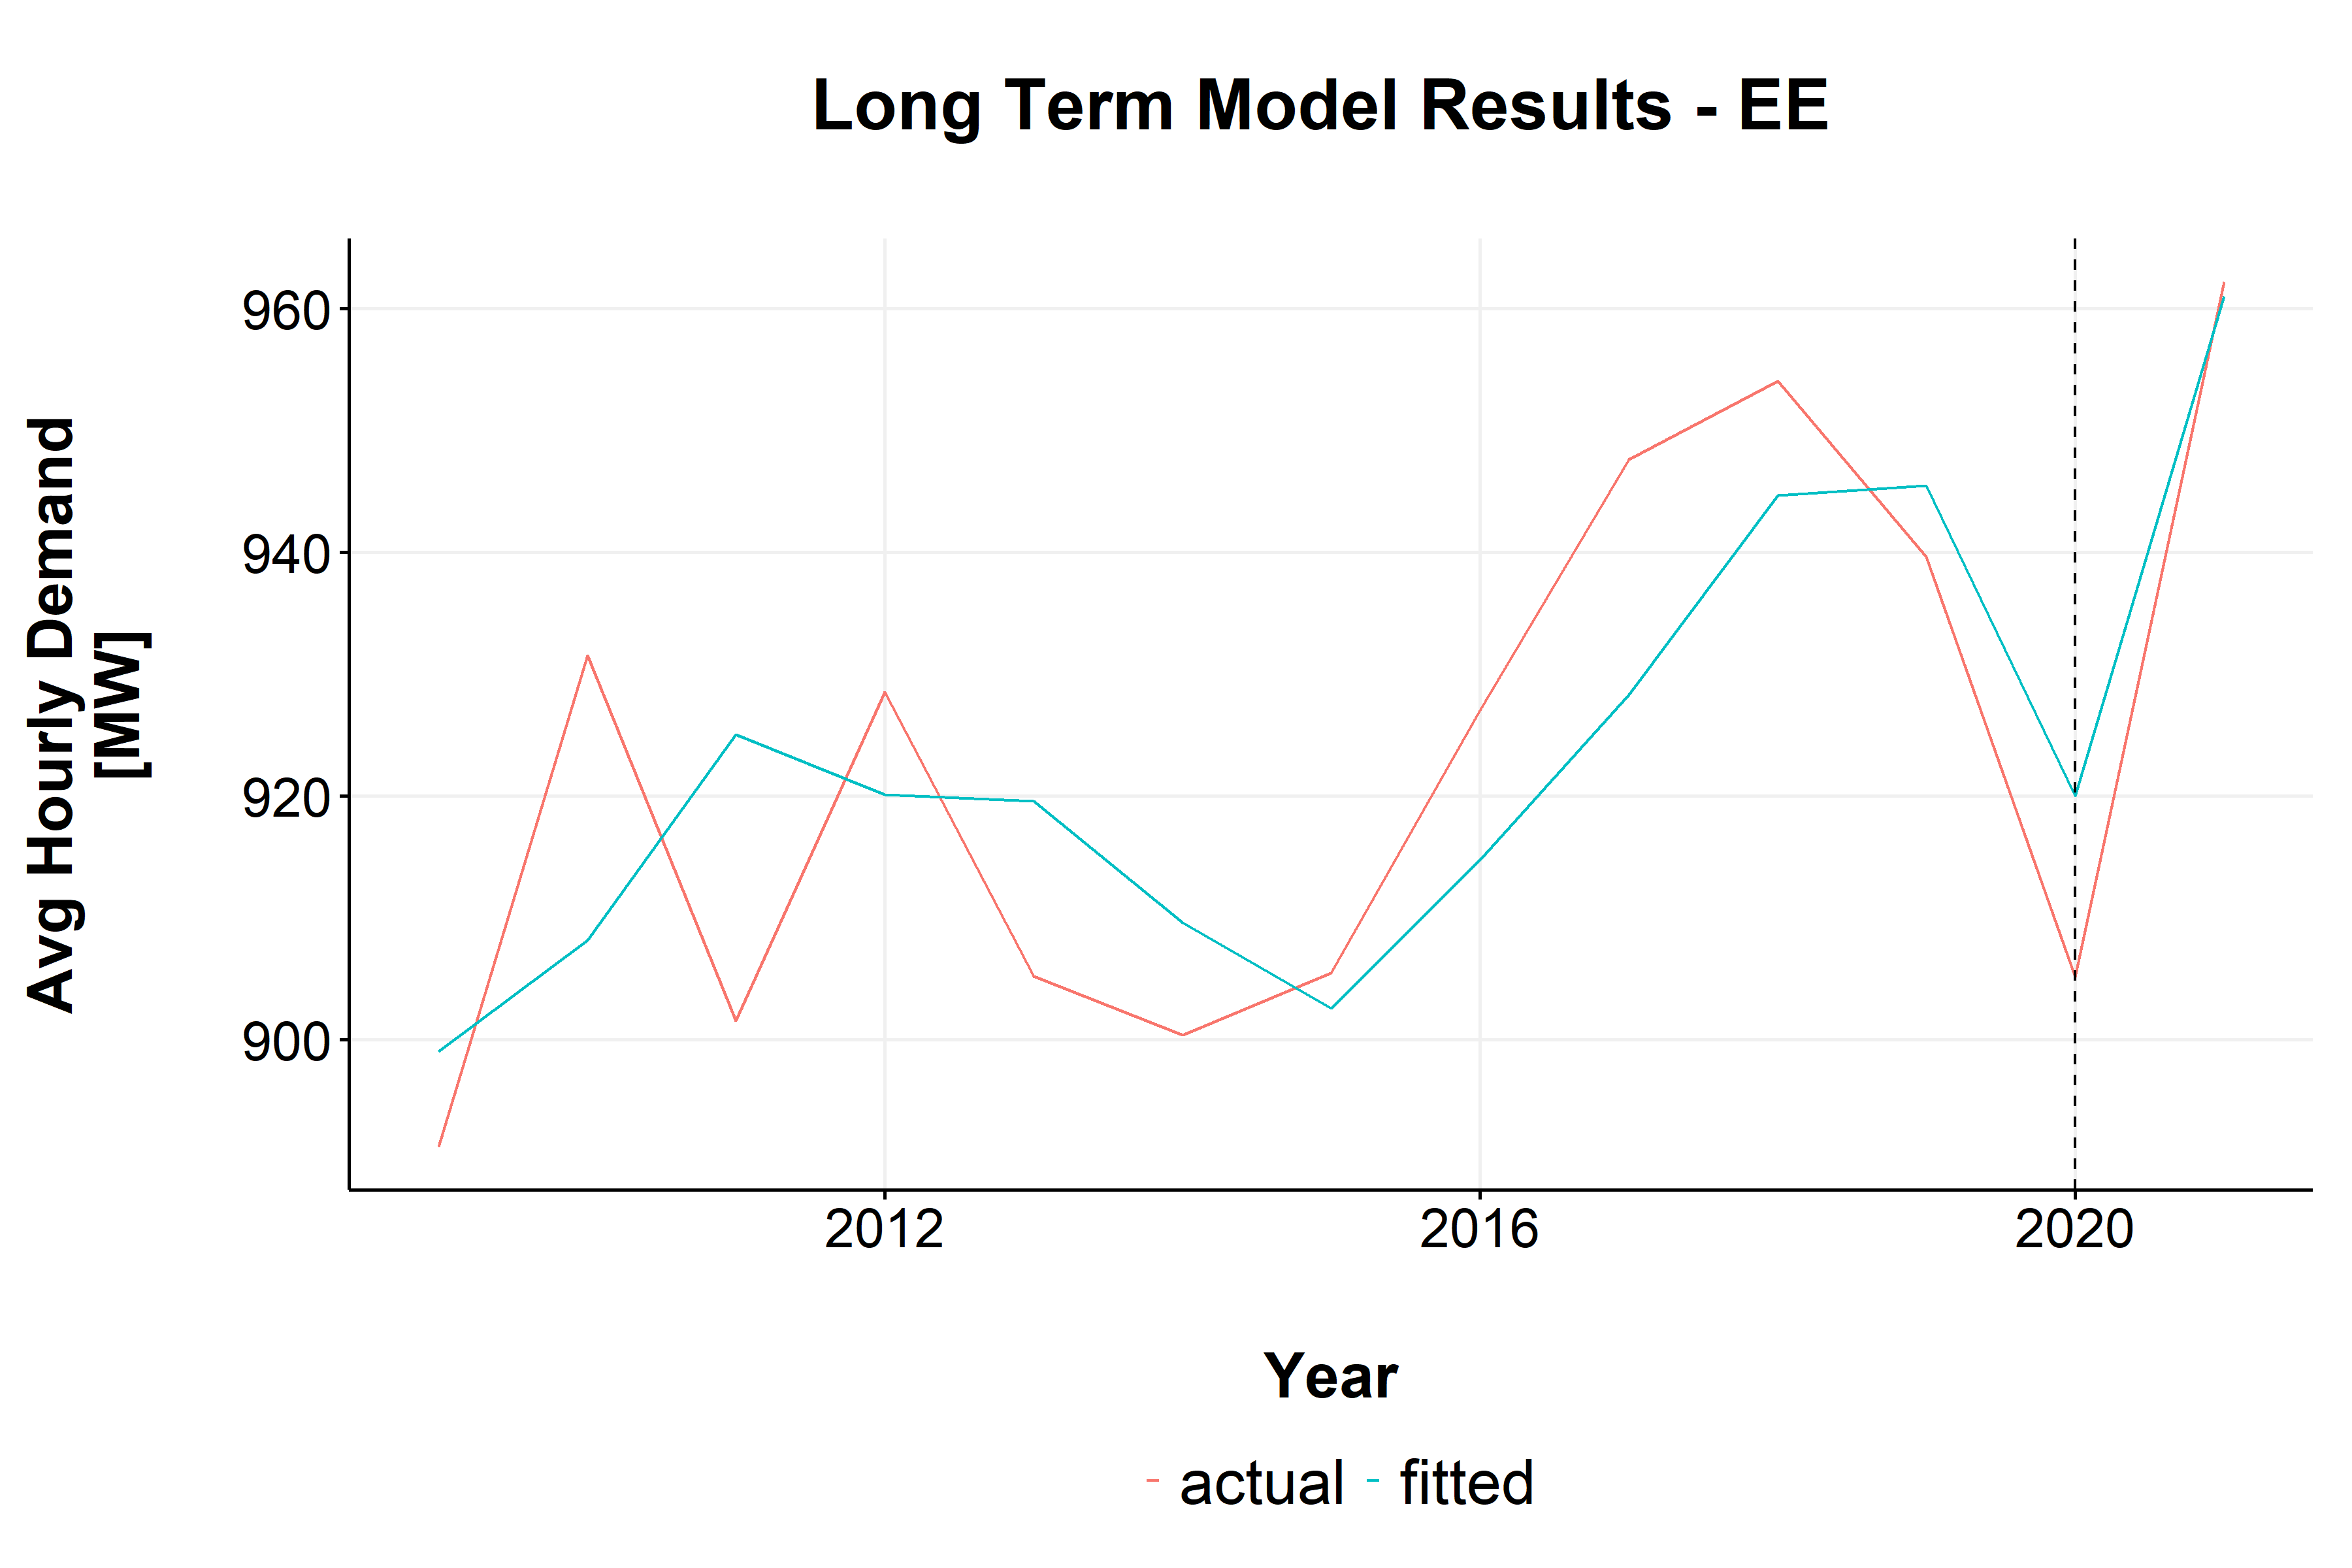 Long Term Model Results - EE
Avg Hourly Demand
[MW]
960
940
920
900
2012
2016
2020
Year
actual
fitted